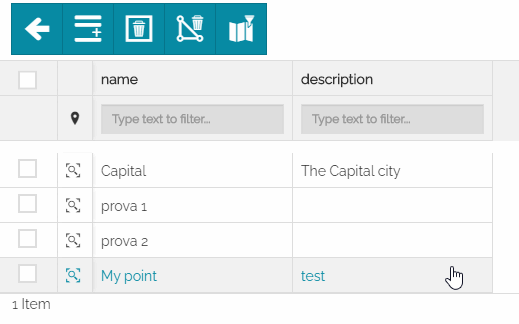 name description
Type text to filter... Type text to filter...
Capital The Capital city
prova 1
prova 2
My point test
1 Item